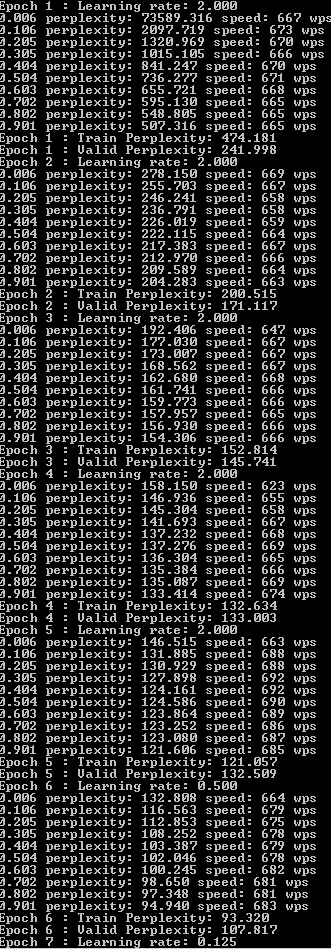 Epoch 1 : Learning rate: 2.000
0.006 perplexity: 73589.316 speed: 667 wps
0.106 perplexity: 2097.719 speed: 673 wps
0.205 perplexity: 1320.969 speed: 670 wps
0.305 perplexity: 1015.105 speed: 666 wps
0.404 perplexity: 841.247 speed: 670 wps
0.504 perplexity: 736.277 speed: 671 wps
0.603 perplexity: 655.721 speed: 668 wps
0.702 perplexity: 595.130 speed: 665 wps
0.802 perplexity: 548.805 speed: 665 wps
0.901 perplexity: 507.316 speed: 665 wps
Epoch 1 : Train Perplexity: 474.181
Epoch 1 : Valid Perplexity: 241.998
Epoch 2 : Learning rate: 2.000
0.006 perplexity: 278.150 speed: 669 wps
0.106 perplexity: 255.703 speed: 667 wps
0.205 perplexity: 246.241 speed: 658 wps
0.305 perplexity: 236.791 speed: 658 wps
0.404 perplexity: 226.019 speed: 659 wps
0.504 perplexity: 222.115 speed: 664 wps
0.603 perplexity: 217.383 speed: 667 wps
0.702 perplexity: 212.970 speed: 666 wps
0.802 perplexity: 209.589 speed: 664 wps
0.901 perplexity: 204.283 speed: 663 wps
Epoch 2 : Train Perplexity: 200.515
Epoch 2 : Valid Perplexity: 171.117
Epoch 3 : Learning rate: 2.000
0.006 perplexity: 192.406 speed: 647 wps
0.106 perplexity: 177.030 speed: 667 wps
0.205 perplexity: 173.007 speed: 667 wps
0.305 perplexity: 168.562 speed: 667 wps
0.404 perplexity: 162.680 speed: 668 wps
0.504 perplexity: 161.741 speed: 666 wps
0.603 perplexity: 159.773 speed: 666 wps
0.702 perplexity: 157.957 speed: 665 wps
0.802 perplexity: 156.930 speed: 666 wps
0.901 perplexity: 154.306 speed: 666 wps
Epoch 3 : Train Perplexity: 152.814
Epoch 3 : Valid Perplexity: 145.741
Epoch 4 : Learning rate: 2.000
0.006 perplexity: 158.150 speed: 623 wps
0.106 perplexity: 146.936 speed: 655 wps
0.205 perplexity: 145.304 speed: 658 wps
0.305 perplexity: 141.693 speed: 667 wps
0.404 perplexity: 137.232 speed: 668 wps
0.504 perplexity: 137.276 speed: 669 wps
0.603 perplexity: 136.304 speed: 665 wps
0.702 perplexity: 135.384 speed: 666 wps
0.802 perplexity: 135.087 speed: 669 wps
0.901 perplexity: 133.414 speed: 674 wps
Epoch 4 : Train Perplexity: 132.634
Epoch 4 : Valid Perplexity: 133.003
Epoch 5 : Learning rate: 2.000
0.006 perplexity: 146.515 speed: 663 wps
0.106 perplexity: 131.885 speed: 688 wps
0.205 perplexity: 130.929 speed: 688 wps
0.305 perplexity: 127.898 speed: 692 wps
0.404 perplexity: 124.161 speed: 692 wps
0.504 perplexity: 124.586 speed: 690 wps
0.603 perplexity: 123.864 speed: 689 wps
0.702 perplexity: 123.252 speed: 686 wps
0.802 perplexity: 123.080 speed: 687 wps
0.901 perplexity: 121.606 speed: 685 wps
Epoch 5 : Train Perplexity: 121.057
Epoch 5 : Valid Perplexity: 132.509
Epoch 6 : Learning rate: 0.500
0.006 perplexity: 132.808 speed: 664 wps
0.106 perplexity: 116.563 speed: 679 wps
0.205 perplexity: 112.853 speed: 675 wps
0.305 perplexity: 108.252 speed: 678 wps
0.404 perplexity: 103.387 speed: 679 wps
0.504 perplexity: 102.046 speed: 678 wps
0.603 perplexity: 100.245 speed: 682 wps
0.702 perplexity: 98.650 speed: 681 wps
0.802 perplexity: 97.348 speed: 681 wps
0.901 perplexity: 94.940 speed: 683 wps
Epoch 6 : Train Perplexity: 93.320
Epoch 6 : Valid Perplexity: 107.817
Epoch 7 : Learning rate: 0.125